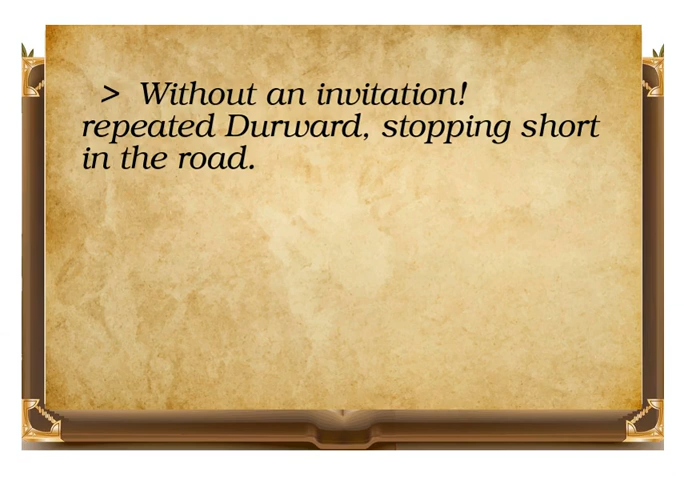 > Without an invitation!
repeated Durward, stopping short
in the road.